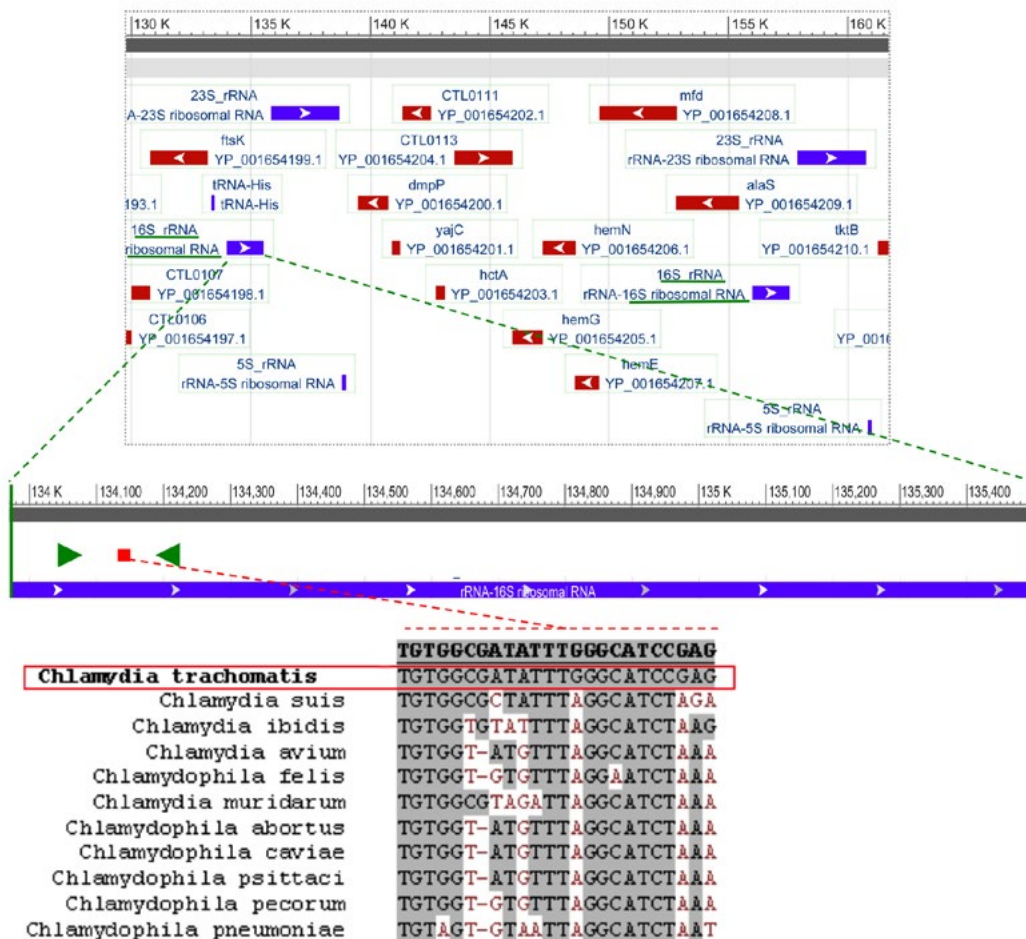 130 K 135 K 140 K 145 K 150 K 155 K 160 K
23S_rRNA CTL0111 mfd
A-23S ribosomal RNA YP_001654202.1 YP_001654208.1
ftsK CTL0113 23S_rRNA
YP_001654199.1 YP_001654204.1 rRNA-23S ribosomal RNA
tRNA-His dmpP alaS
193.1 tRNA-His YP_001654200.1 YP_001654209.1
16S_rRNA yajC hemN tktB
ribosomal RNA YP_001654201.1 YP_001654206.1 YP_001654210.1
CTL0107 hctA 16S_rRNA
YP_001654198.1 YP_001654203.1 rRNA-16S ribosomal RNA
CTL0106 hemG
YP_001654197.1 YP_001654205.1 YP_0016
5S_rRNA hemE
rRNA-5S ribosomal RNA YP_001654207.1
5S_rRNA
rRNA-5S ribosomal RNA
134 K 134,100 134,200 134,300 134,400 134,500 134,600 134,700 134,800 134,900 135 K 135,100 135,200 135,300 135,400
rRNA-16S ribosomal RNA
TGTGGCGATATTTGGGCATCCGAG
Chlamydia trachomatis TGTGGCGATATTTGGGCATCCGAG
Chlamydia suis TGTGGCGCTATTTAGGCATCTAGA
Chlamydia ibidis TGTGGTGTATTTTAGGCATCTAAG
Chlamydia avium TGTGGT-ATGTTTAGGCATCTAAA
Chlamydophila felis TGTGGT-GTGTTTAGGAATCTAAA
Chlamydia muridarum TGTGGCGTAGATTAGGCATCTAAA
Chlamydophila abortus TGTGGT-ATGTTTAGGCATCTAAA
Chlamydophila caviae TGTGGT-ATGTTTAGGCATCTAAA
Chlamydophila psittaci TGTGGT-ATGTTTAGGCATCTAAA
Chlamydophila pecorum TGTGGT-GTGTTTAGGCATCTAAA
Chlamydophila pneumoniae TGTAGT-GTAATTAGGCATCTAAT